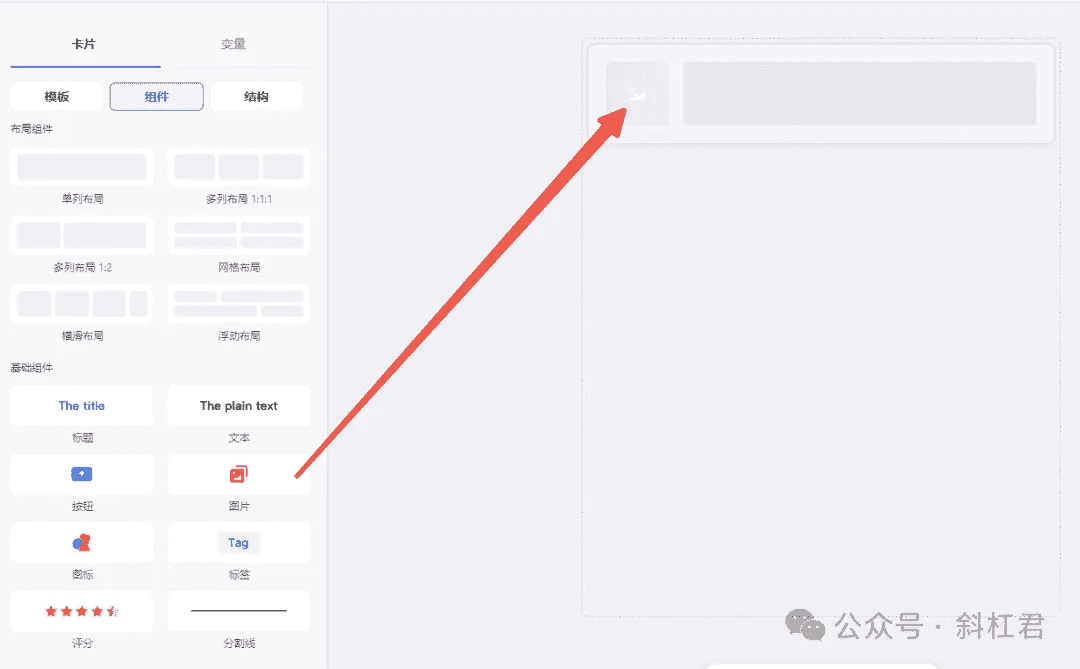 卡片 变量
模板 组件 结构
布局组件
单列布局 多列布局 1:1:1
多列布局 1:2 网格布局
横滑布局 浮动布局
基础组件
The title The plain text
标题 文本
按钮 图片
Tag
图标 标签
评分 分割线
公众号 · 斜杠君